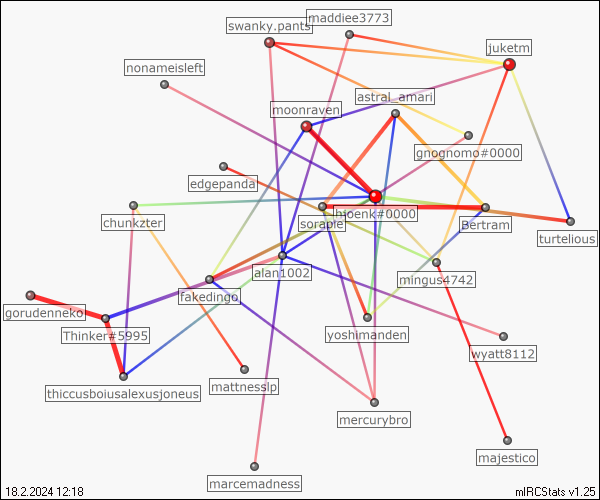 maddiee3773
swanky.pants
juketm
nonameisleft
astral_amari
moonraven
gnognomo#0000
edgepanda
hjoenk#0000
chunkzter
soraple
Bertram
turtelious
alan1002
mingus4742
fakedingo
gorudenneko
Thinker#5995
yoshimanden
wyatt8112
thiccusboiusalexusjoneus
mattnesslp
mercurybro
majestico
marcemadness
18.2.2024 12:18
mIRCStats v1.25